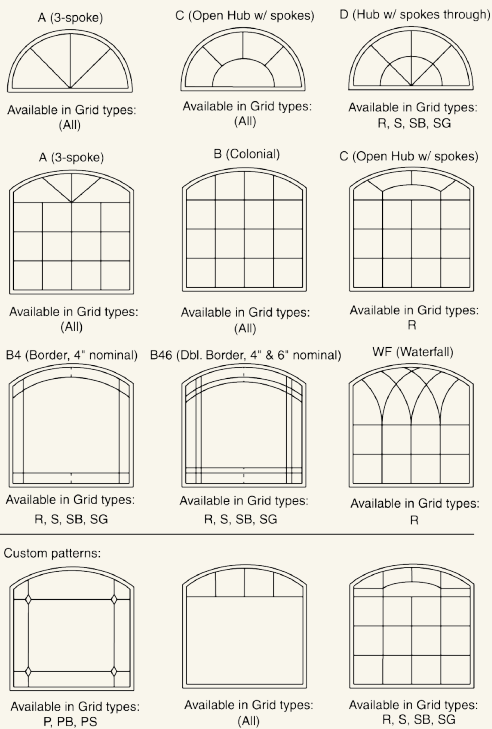 A (3-spoke)
C (Open Hub w/ spokes)
D (Hub w/ spokes through)
Available in Grid types:
(All)
Available in Grid types:
(All)
Available in Grid types:
R, S, SB, SG
A (3-spoke)
B (Colonial)
C (Open Hub w/ spokes)
Available in Grid types:
(All)
Available in Grid types:
(All)
Available in Grid types:
R
B4 (Border, 4" nominal)
B46 (Dbl. Border, 4" & 6" nominal)
WF (Waterfall)
Available in Grid types:
R, S, SB, SG
Available in Grid types:
R, S, SB, SG
Available in Grid types:
R
Custom patterns:
Available in Grid types:
P, PB, PS
Available in Grid types:
(All)
Available in Grid types:
R, S, SB, SG